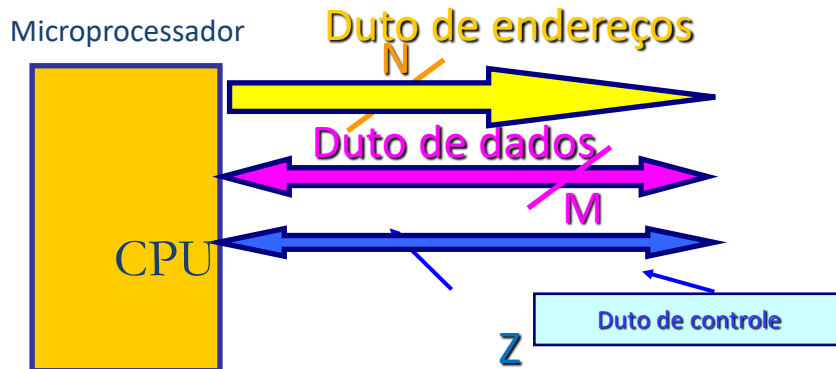 Microprocessador
Duto de endereços
N
Duto de dados
M
CPU
Duto de controle
Z